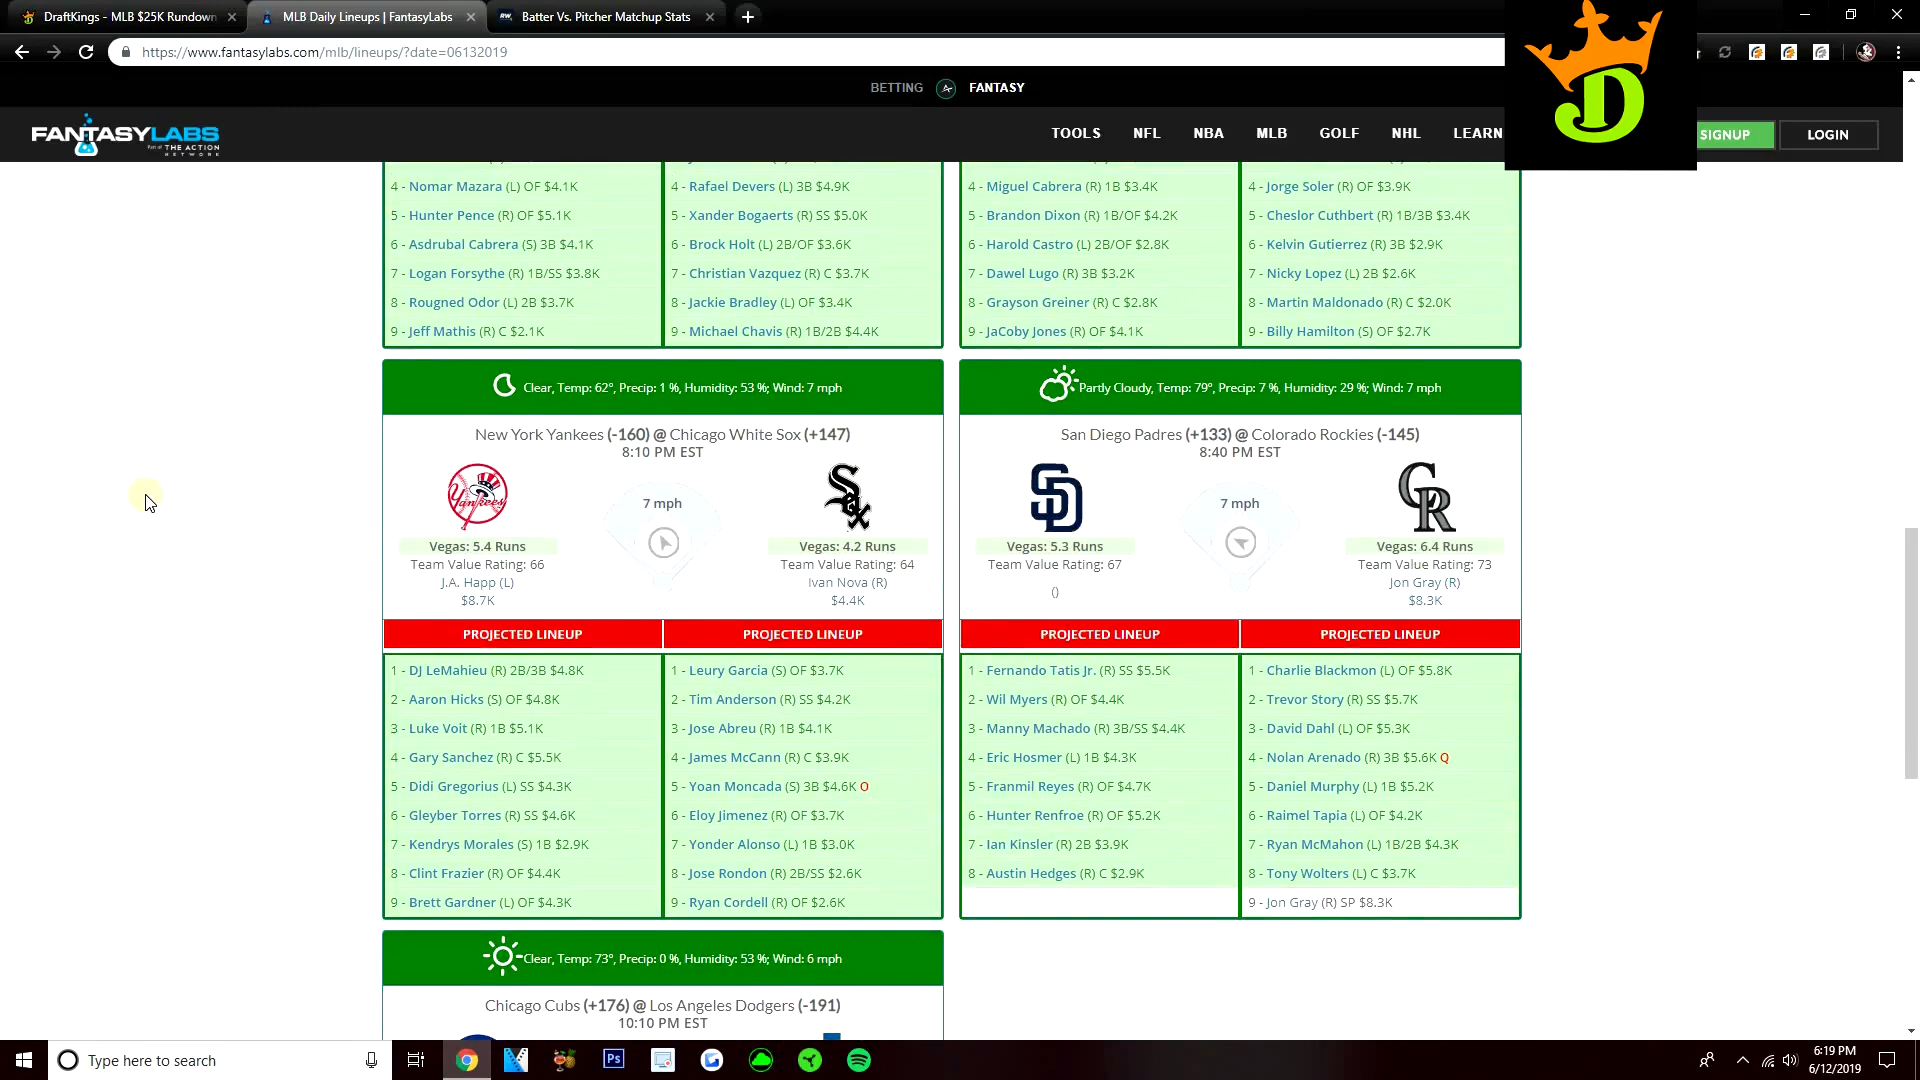 DraftKings - MLB $25K Rundown
MLB Daily Lineups | FantasyLabs
RW
Batter Vs. Pitcher Matchup Stats
https://www.fantasylabs.com/mlb/lineups/?date=06132019
BETTING
FANTASY
FANTASYLABS
Part of THE ACTION NETWORK
TOOLS
NFL
NBA
MLB
GOLF
NHL
LEARN
SIGNUP
LOGIN
D
4 - Nomar Mazara (L) OF $4.1K
5 - Hunter Pence (R) OF $5.1K
6 - Asdrubal Cabrera (S) 3B $4.1K
7 - Logan Forsythe (R) 1B/SS $3.8K
8 - Rougned Odor (L) 2B $3.7K
9 - Jeff Mathis (R) C $2.1K
4 - Rafael Devers (L) 3B $4.9K
5 - Xander Bogaerts (R) SS $5.0K
6 - Brock Holt (L) 2B/OF $3.6K
7 - Christian Vazquez (R) C $3.7K
8 - Jackie Bradley (L) OF $3.4K
9 - Michael Chavis (R) 1B/2B $4.4K
4 - Miguel Cabrera (R) 1B $3.4K
5 - Brandon Dixon (R) 1B/OF $4.2K
6 - Harold Castro (L) 2B/OF $2.8K
7 - Dawel Lugo (R) 3B $3.2K
8 - Grayson Greiner (R) C $2.8K
9 - JaCoby Jones (R) OF $4.1K
4 - Jorge Soler (R) OF $3.9K
5 - Cheslor Cuthbert (R) 1B/3B $3.4K
6 - Kelvin Gutierrez (R) 3B $2.9K
7 - Nicky Lopez (L) 2B $2.6K
8 - Martin Maldonado (R) C $2.0K
9 - Billy Hamilton (S) OF $2.7K
Clear, Temp: 62°, Precip: 1 %, Humidity: 53 %; Wind: 7 mph
New York Yankees (-160) @ Chicago White Sox (+147)
8:10 PM EST
Yankees
Sox
7 mph
Vegas: 5.4 Runs
Team Value Rating: 66
J.A. Happ (L)
$8.7K
Vegas: 4.2 Runs
Team Value Rating: 64
Ivan Nova (R)
$4.4K
PROJECTED LINEUP
PROJECTED LINEUP
1 - DJ LeMahieu (R) 2B/3B $4.8K
2 - Aaron Hicks (S) OF $4.8K
3 - Luke Voit (R) 1B $5.1K
4 - Gary Sanchez (R) C $5.5K
5 - Didi Gregorius (L) SS $4.3K
6 - Gleyber Torres (R) SS $4.6K
7 - Kendrys Morales (S) 1B $2.9K
8 - Clint Frazier (R) OF $4.4K
9 - Brett Gardner (L) OF $4.3K
1 - Leury Garcia (S) OF $3.7K
2 - Tim Anderson (R) SS $4.2K
3 - Jose Abreu (R) 1B $4.1K
4 - James McCann (R) C $3.9K
5 - Yoan Moncada (S) 3B $4.6K O
6 - Eloy Jimenez (R) OF $3.7K
7 - Yonder Alonso (L) 1B $3.0K
8 - Jose Rondon (R) 2B/SS $2.6K
9 - Ryan Cordell (R) OF $2.6K
Partly Cloudy, Temp: 79°, Precip: 7 %, Humidity: 29 %; Wind: 7 mph
San Diego Padres (+133) @ Colorado Rockies (-145)
8:40 PM EST
SD
CR
7 mph
Vegas: 5.3 Runs
Team Value Rating: 67
()
Vegas: 6.4 Runs
Team Value Rating: 73
Jon Gray (R)
$8.3K
PROJECTED LINEUP
PROJECTED LINEUP
1 - Fernando Tatis Jr. (R) SS $5.5K
2 - Wil Myers (R) OF $4.4K
3 - Manny Machado (R) 3B/SS $4.4K
4 - Eric Hosmer (L) 1B $4.3K
5 - Franmil Reyes (R) OF $4.7K
6 - Hunter Renfroe (R) OF $5.2K
7 - Ian Kinsler (R) 2B $3.9K
8 - Austin Hedges (R) C $2.9K
1 - Charlie Blackmon (L) OF $5.8K
2 - Trevor Story (R) SS $5.7K
3 - David Dahl (L) OF $5.3K
4 - Nolan Arenado (R) 3B $5.6K Q
5 - Daniel Murphy (L) 1B $5.2K
6 - Raimel Tapia (L) OF $4.2K
7 - Ryan McMahon (L) 1B/2B $4.3K
8 - Tony Wolters (L) C $3.7K
9 - Jon Gray (R) SP $8.3K
Clear, Temp: 73°, Precip: 0 %, Humidity: 53 %; Wind: 6 mph
Chicago Cubs (+176) @ Los Angeles Dodgers (-191)
10:10 PM EST
Type here to search
Ps
6:19 PM
6/12/2019